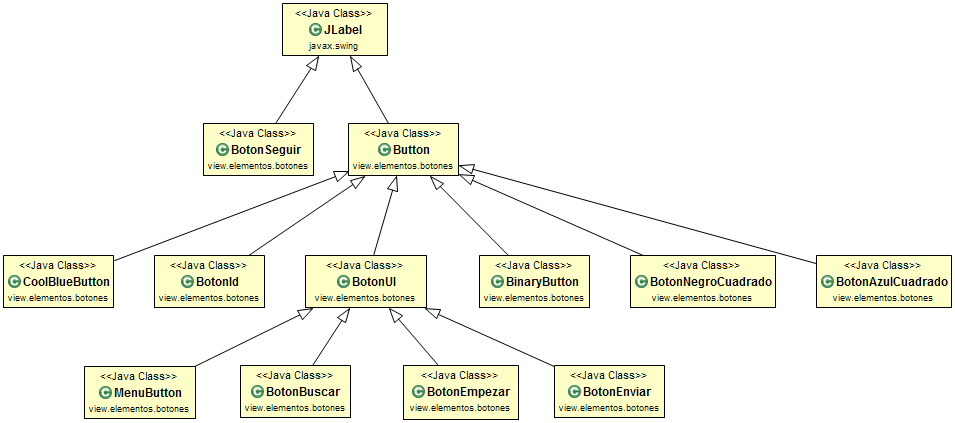 <<Java Class>>
JLabel
javax.swing
<<Java Class>>
BotonSeguir
view.elementos.botones
<<Java Class>>
Button
view.elementos.botones
<<Java Class>>
CoolBlueButton
view.elementos.botones
<<Java Class>>
BotonId
view.elementos.botones
<<Java Class>>
BotonUI
view.elementos.botones
<<Java Class>>
BinaryButton
view.elementos.botones
<<Java Class>>
BotonNegroCuadrado
view.elementos.botones
<<Java Class>>
BotonAzulCuadrado
view.elementos.botones
<<Java Class>>
MenuButton
view.elementos.botones
<<Java Class>>
BotonBuscar
view.elementos.botones
<<Java Class>>
BotonEmpezar
view.elementos.botones
<<Java Class>>
BotonEnviar
view.elementos.botones